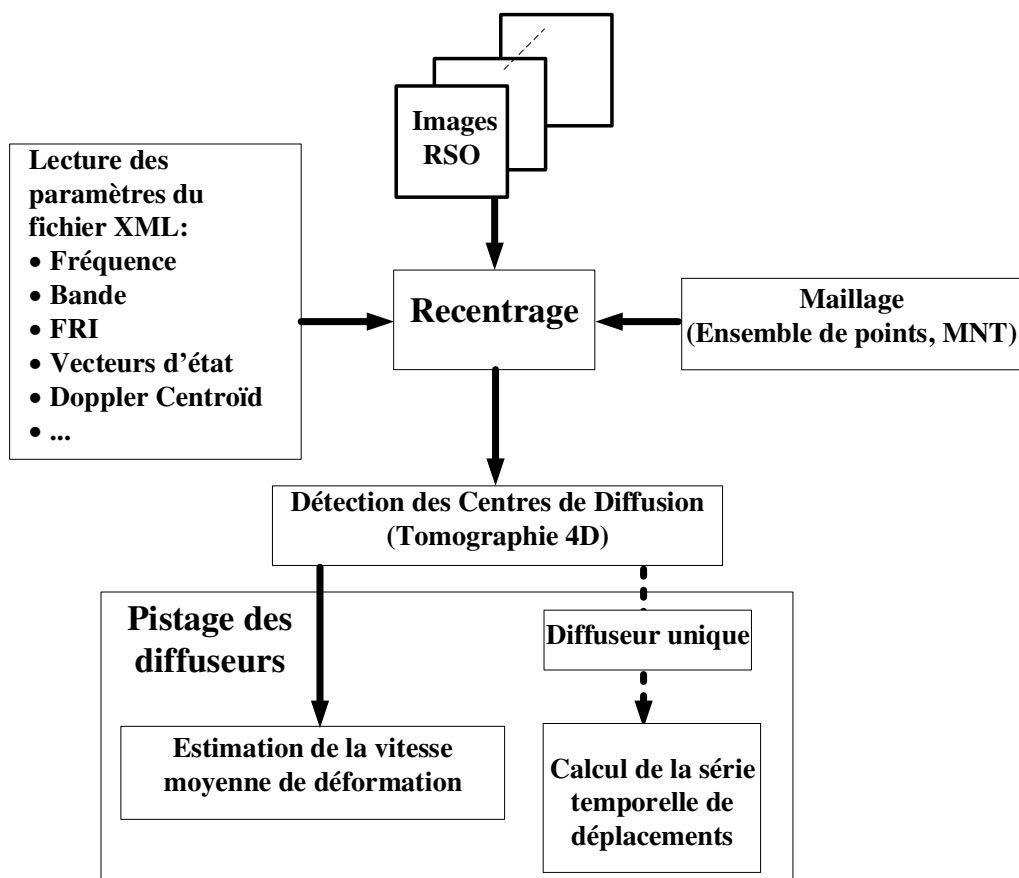 Images
RSO
Lecture des
paramètres du
fichier XML:
• Fréquence
• Bande
• FRI
• Vecteurs d’état
• Doppler Centroïd
• ...
Recentrage
Maillage
(Ensemble de points, MNT)
Détection des Centres de Diffusion
(Tomographie 4D)
Pistage des
diffuseurs
Diffuseur unique
Estimation de la vitesse
moyenne de déformation
Calcul de la série
temporelle de
déplacements